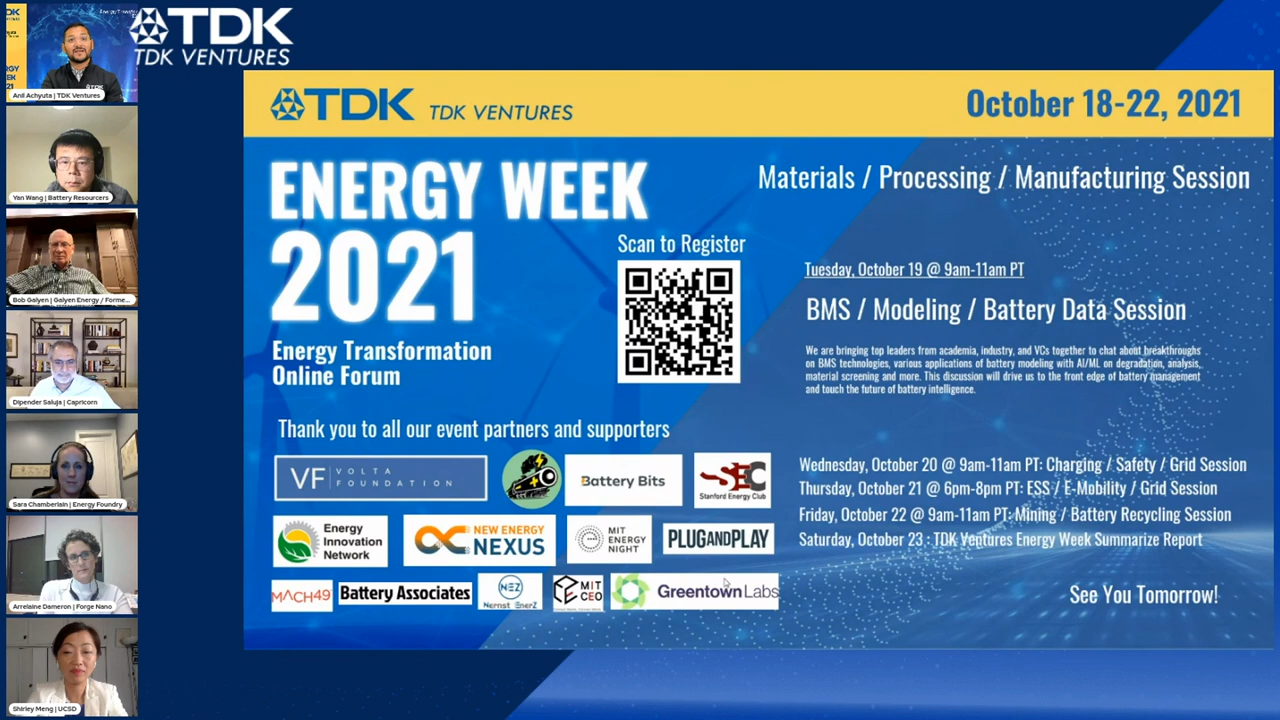 TDK
TDK VENTURES
Anil Achyuta | TDK Ventures
Yan Wang | Battery Resourcers
Bob Galyen | Galyen Energy / Forme...
Dipender Saluja | Capricorn
Sara Chamberlain | Energy Foundry
Arrelaine Dameron | Forge Nano
Shirley Meng | UCSD
TDK TDK VENTURES
October 18-22, 2021
ENERGY WEEK
2021
Energy Transformation
Online Forum
Scan to Register
Thank you to all our event partners and supporters
VF VOLTA
FOUNDATION
Battery Bits
SEC
Stanford Energy Club
Energy
Innovation
Network
NEW ENERGY
NEXUS
MIT
ENERGY
NIGHT
PLUGANDPLAY
MACH49
Battery Associates
NEZ
Nernst EnerZ
MIT
CEO
Greentown Labs
Materials / Processing / Manufacturing Session
Tuesday, October 19 @ 9am-11am PT
BMS / Modeling / Battery Data Session
We are bringing top leaders from academia, industry, and VCs together to chat about breakthroughs
on BMS technologies, various applications of battery modeling with AI/ML on degradation, analysis,
material screening and more. This discussion will drive us to the front edge of battery management
and touch the future of battery intelligence.
Wednesday, October 20 @ 9am-11am PT: Charging / Safety / Grid Session
Thursday, October 21 @ 6pm-8pm PT: ESS / E-Mobility / Grid Session
Friday, October 22 @ 9am-11am PT: Mining / Battery Recycling Session
Saturday, October 23 : TDK Ventures Energy Week Summarize Report
See You Tomorrow!